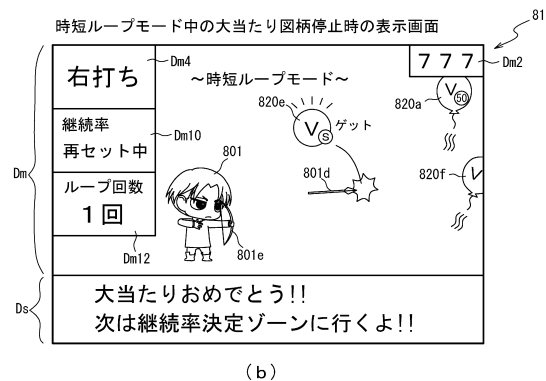 時短ループモード中の大当たり図柄停止時の表示画面
81
右打ち
Dm4
~時短ループモード~
777
Dm2
820e
V
S
ゲット
V
50
820a
継続率
再セット中
Dm10
Dm
801
801d
820f
V
ループ回数
1回
Dm12
801e
Ds
大当たりおめでとう!!
次は継続率決定ゾーンに行くよ!!
(b)